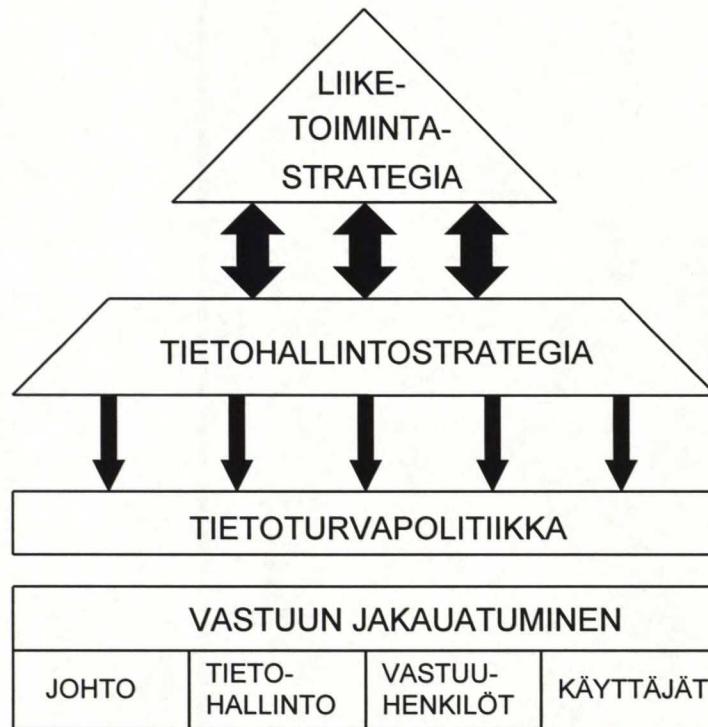 LIIKE-
TOIMINTA-
STRATEGIA
TIETOHALLINTOSTRATEGIA
TIETOTURVAPOLITIIKKA
VASTUUN JAKAUATUMINEN
JOHTO
TIETO-
HALLINTO
VASTUU-
HENKILÖT
KÄYTTÄJÄT